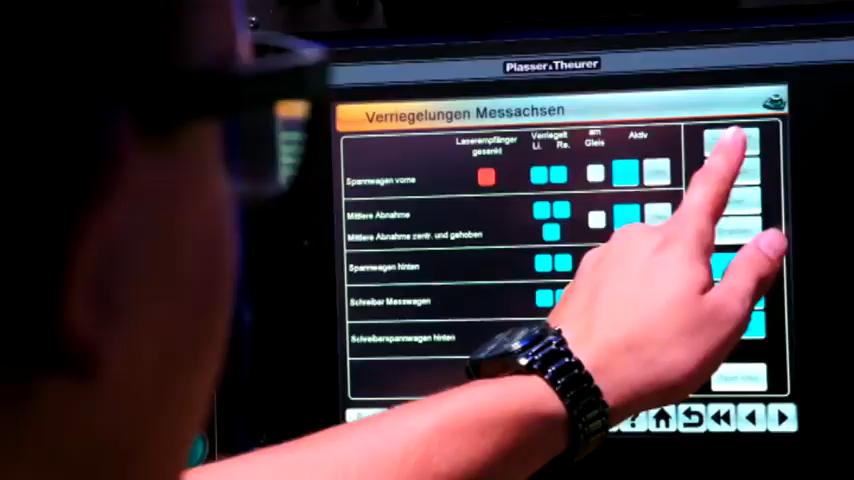 Plasser & Theurer
Verriegelungen Messachsen
Laserempfänger
gesenkt
Verriegelt
Li. Re.
am
Gleis
Aktiv
Spannwagen vorne
Mittlere Abnahme
Mittlere Abnahme zentr. und gehoben
Spannwagen hinten
Schreiber Messwagen
Schreiberspannwagen hinten
?